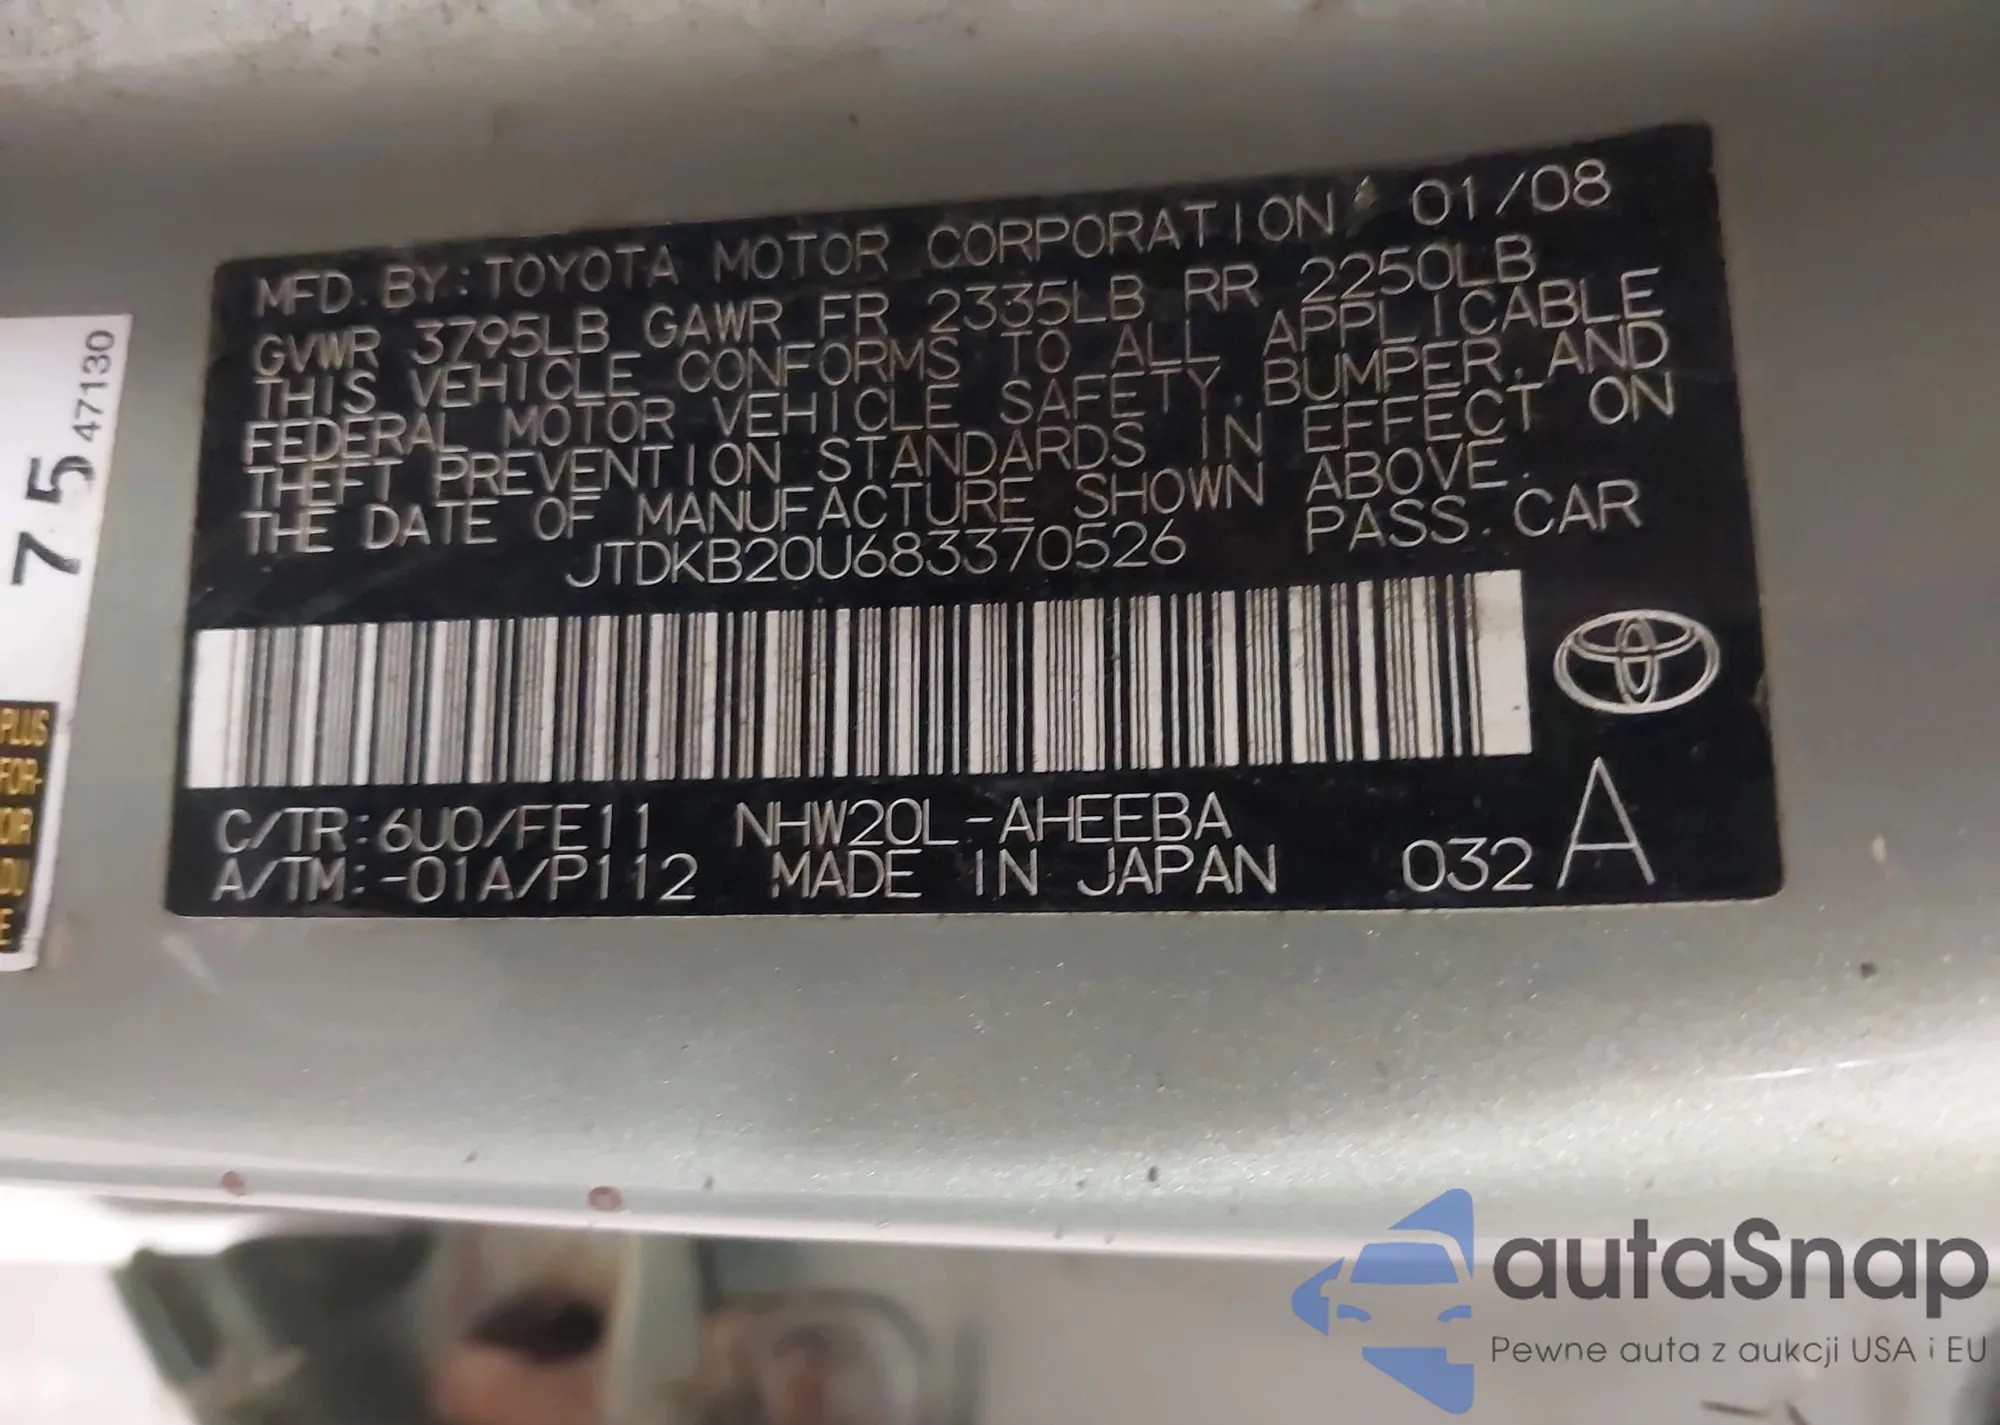 MFD. BY: TOYOTA MOTOR CORPORATION 01/08
GVWR 3795LB GAWR FR 2335LB RR 2250LB
THIS VEHICLE CONFORMS TO ALL APPLICABLE
FEDERAL MOTOR VEHICLE SAFETY, BUMPER, AND
THEFT PREVENTION STANDARDS IN EFFECT ON
THE DATE OF MANUFACTURE SHOWN ABOVE.
JTDKB20U683370526 PASS. CAR
C/TR:6U0/FE11 NHW20L-AHEEBA
A/TM:-01A/P112 MADE IN JAPAN 032 A
75 47130
PLUS
FOR-
autaSnap
Pewne auta z aukcji USA i EU